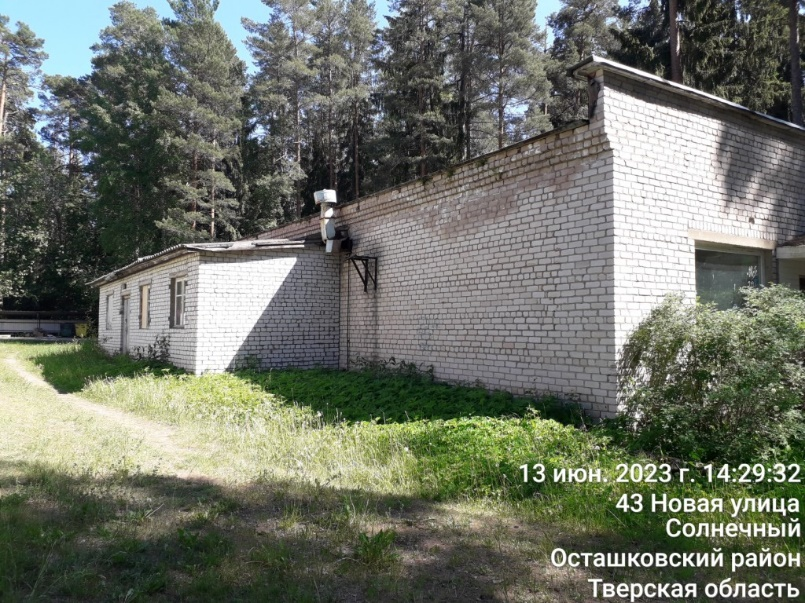 13 июн. 2023 г. 14:29:32
43 Новая улица
Солнечный
Осташковский район
Тверская область